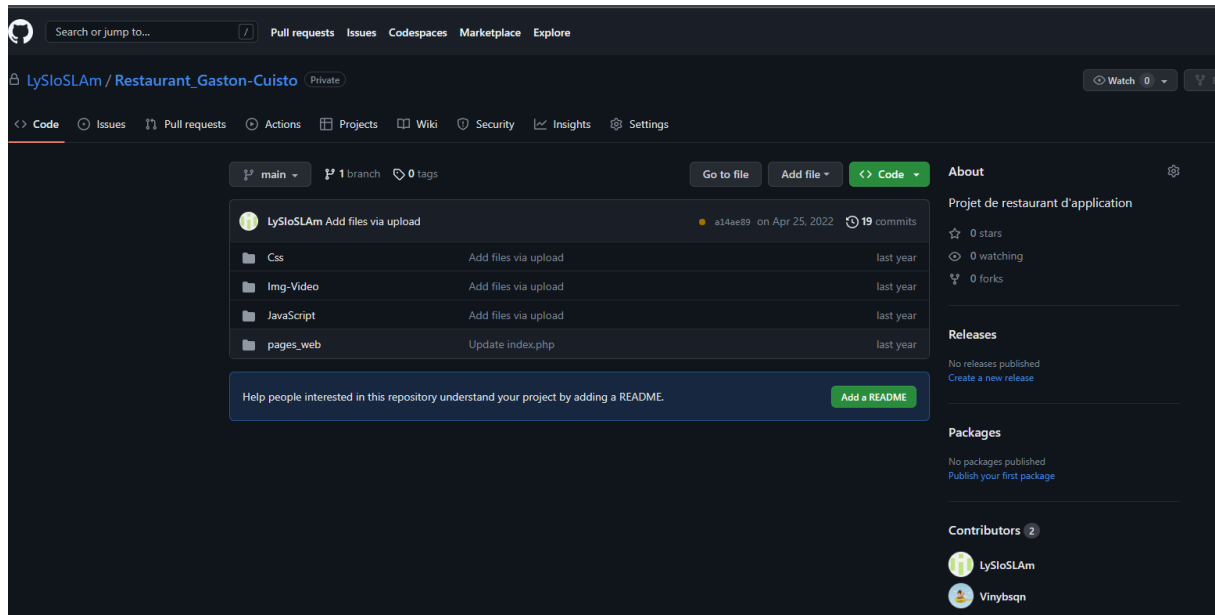 Search or jump to... / Pull requests Issues Codespaces Marketplace Explore
LySloSLAm / Restaurant_Gaston-Cuisto Private
Watch 0
Code Issues Pull requests Actions Projects Wiki Security Insights Settings
main 1 branch 0 tags Go to file Add file Code
LySloSLAm Add files via upload a14ae89 on Apr 25, 2022 19 commits
Css Add files via upload last year
Img-Video Add files via upload last year
JavaScript Add files via upload last year
pages_web Update index.php last year
Help people interested in this repository understand your project by adding a README. Add a README
About
Projet de restaurant d'application
0 stars
0 watching
0 forks
Releases
No releases published
Create a new release
Packages
No packages published
Publish your first package
Contributors 2
LySloSLAm
Vinybsqn